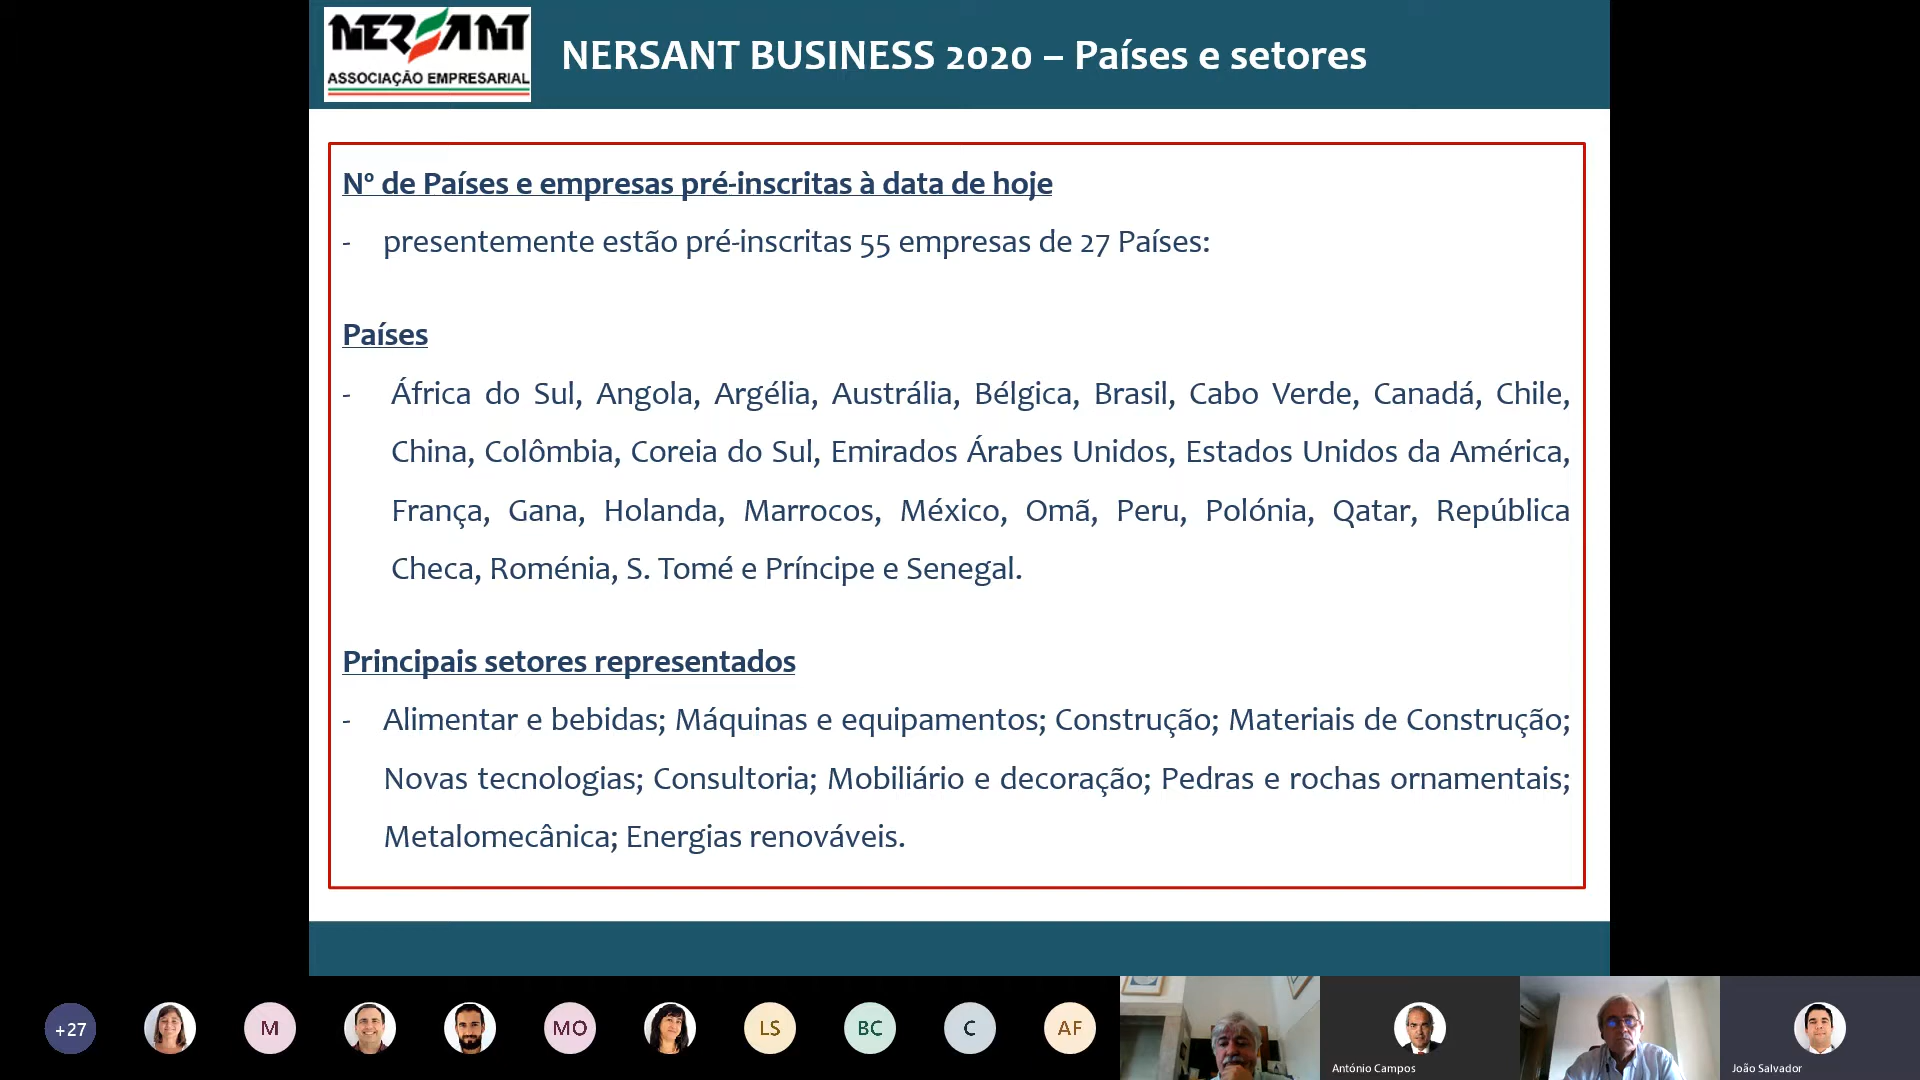 NERSANT
ASSOCIAÇÃO EMPRESARIAL
NERSANT BUSINESS 2020 – Países e setores
Nº de Países e empresas pré-inscritas à data de hoje
- presentemente estão pré-inscritas 55 empresas de 27 Países:
Países
- África do Sul, Angola, Argélia, Austrália, Bélgica, Brasil, Cabo Verde, Canadá, Chile,
China, Colômbia, Coreia do Sul, Emirados Árabes Unidos, Estados Unidos da América,
França, Gana, Holanda, Marrocos, México, Omã, Peru, Polónia, Qatar, República
Checa, Roménia, S. Tomé e Príncipe e Senegal.
Principais setores representados
- Alimentar e bebidas; Máquinas e equipamentos; Construção; Materiais de Construção;
Novas tecnologias; Consultoria; Mobiliário e decoração; Pedras e rochas ornamentais;
Metalomecânica; Energias renováveis.
+27
M
MO
LS
BC
C
AF
António Campos
João Salvador